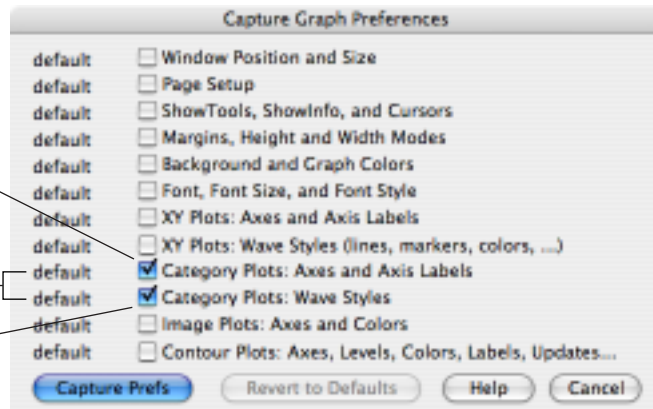 Capture Graph Preferences
default Window Position and Size
default Page Setup
default ShowTools, ShowInfo, and Cursors
default Margins, Height and Width Modes
default Background and Graph Colors
default Font, Font Size, and Font Style
default XY Plots: Axes and Axis Labels
default XY Plots: Wave Styles (lines, markers, colors, ...)
default Category Plots: Axes and Axis Labels
default Category Plots: Wave Styles
default Image Plots: Axes and Colors
default Contour Plots: Axes, Levels, Colors, Labels, Updates...
Capture Prefs Revert to Defaults Help Cancel